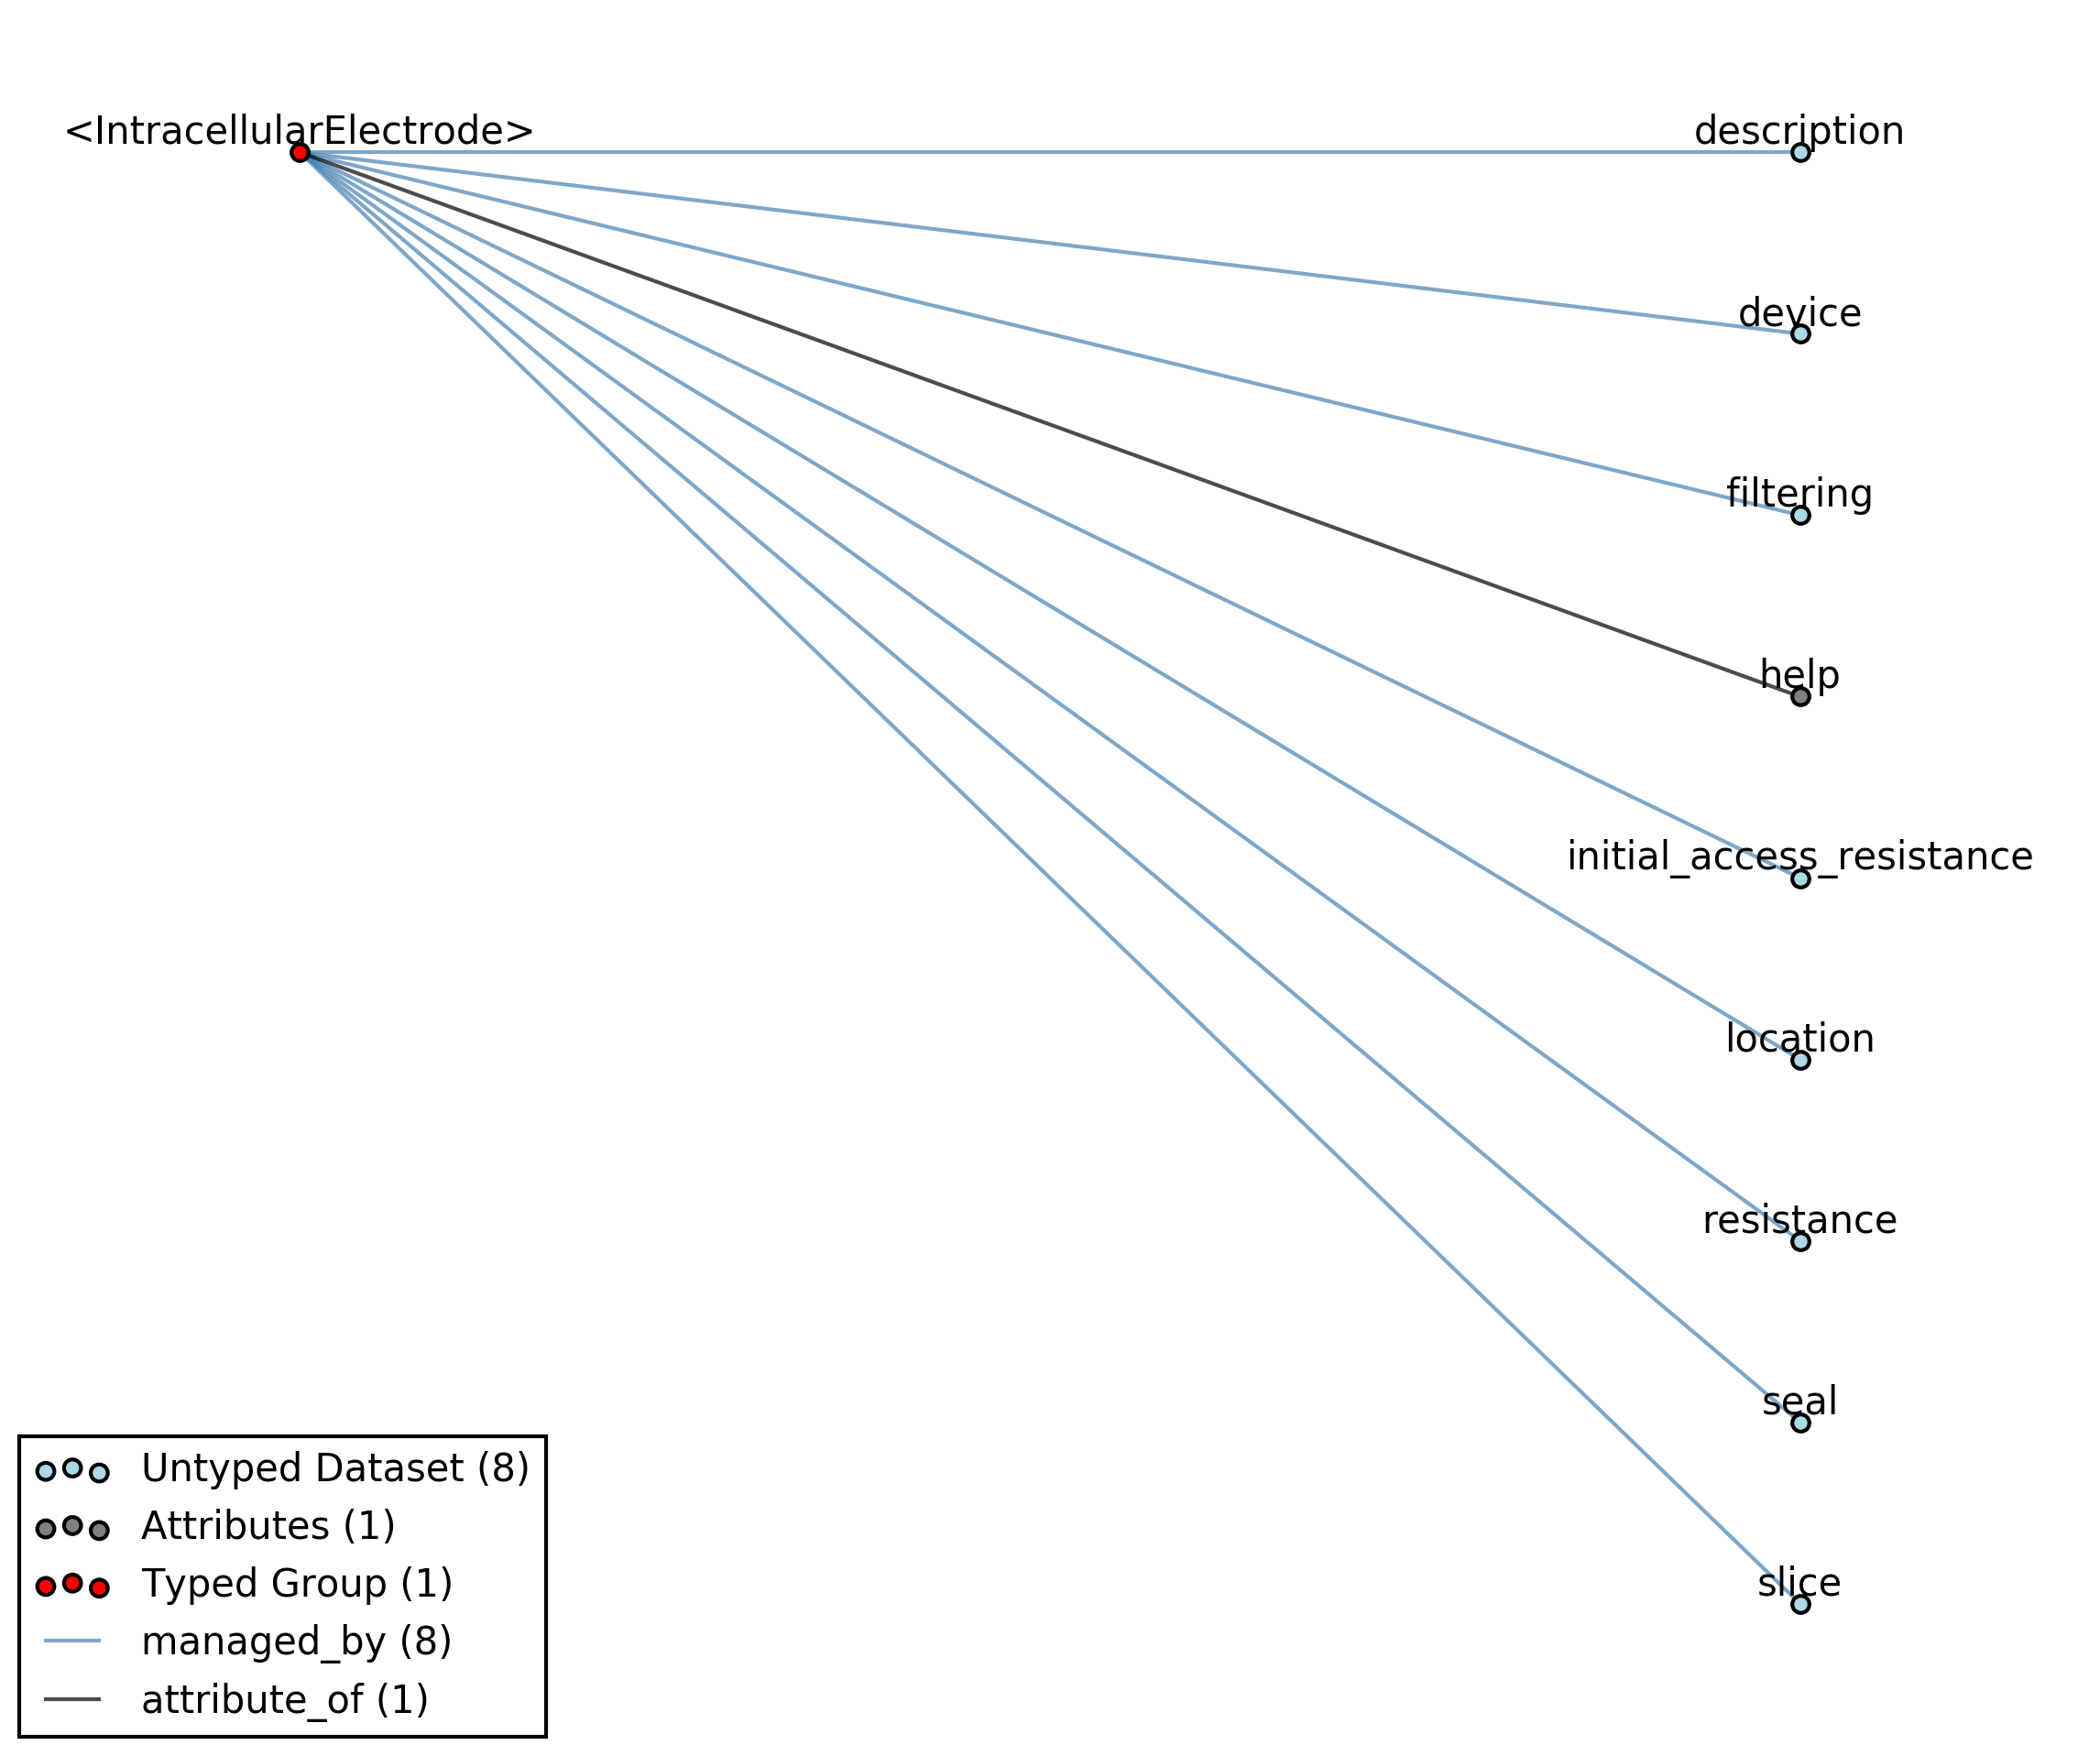 <IntracellularElectrode>
description
device
filtering
help
initial_access_resistance
location
resistance
seal
slice
Untyped Dataset (8)
Attributes (1)
Typed Group (1)
managed_by (8)
attribute_of (1)